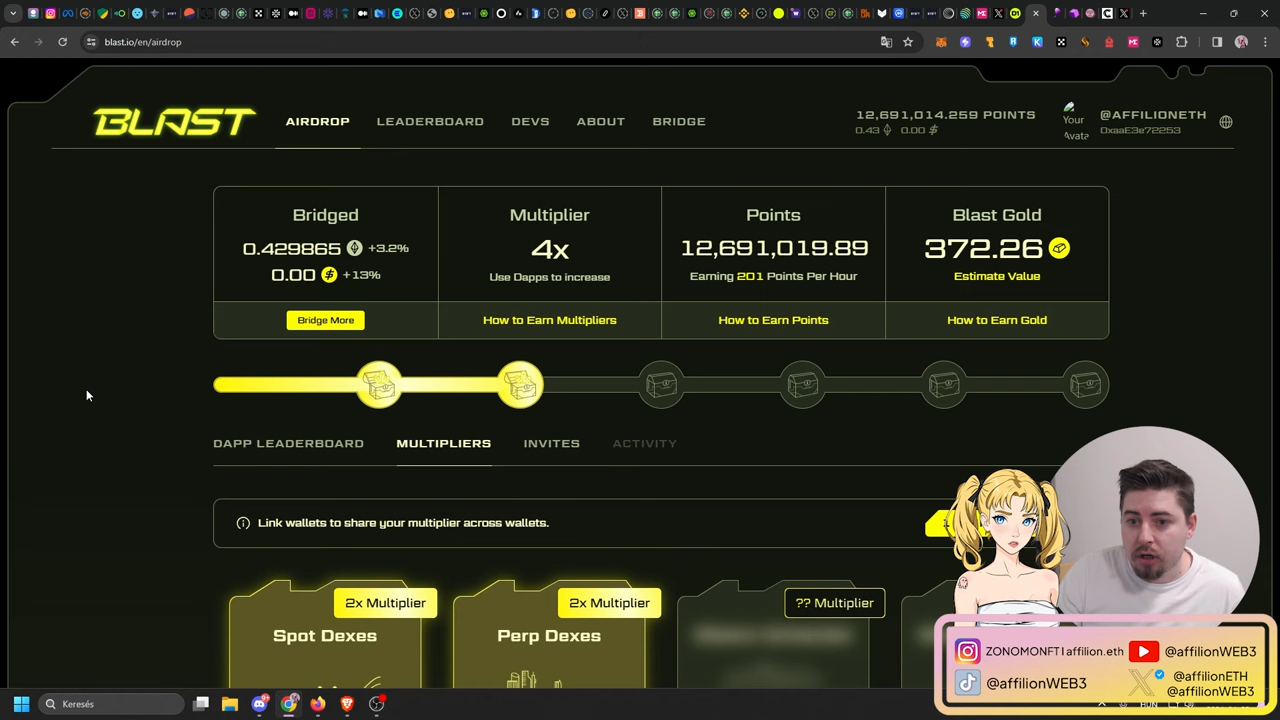 blast.io/en/airdrop
BLAST
AIRDROP
LEADERBOARD
DEVS
ABOUT
BRIDGE
12,691,014.259 POINTS
0.43 0.00
Your
Avata
@AFFILIONETH
0xaaE3e72253
Bridged
0.429865 +3.2%
0.00 +13%
Bridge More
Multiplier
4x
Use Dapps to increase
How to Earn Multipliers
Points
12,691,019.89
Earning 201 Points Per Hour
How to Earn Points
Blast Gold
372.26
Estimate Value
How to Earn Gold
DAPP LEADERBOARD
MULTIPLIERS
INVITES
ACTIVITY
Link wallets to share your multiplier across wallets.
2x Multiplier
Spot Dexes
2x Multiplier
Perp Dexes
?? Multiplier
ZONOMONFT | affilion.eth
@affilionWEB3
@affilionWEB3
@affilionETH
@affilionWEB3
Keresés
HUN